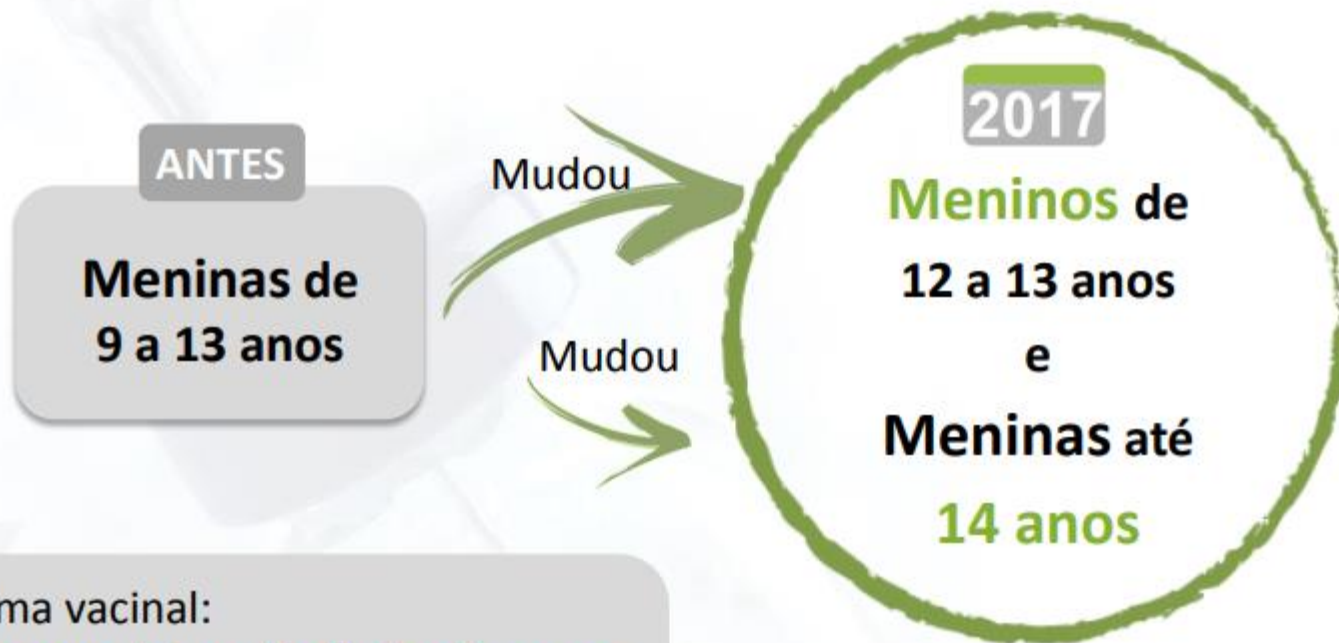 ANTES
Meninas de
9 a 13 anos
Mudou
Mudou
2017
Meninos de
12 a 13 anos
e
Meninas até
14 anos
vacinal: